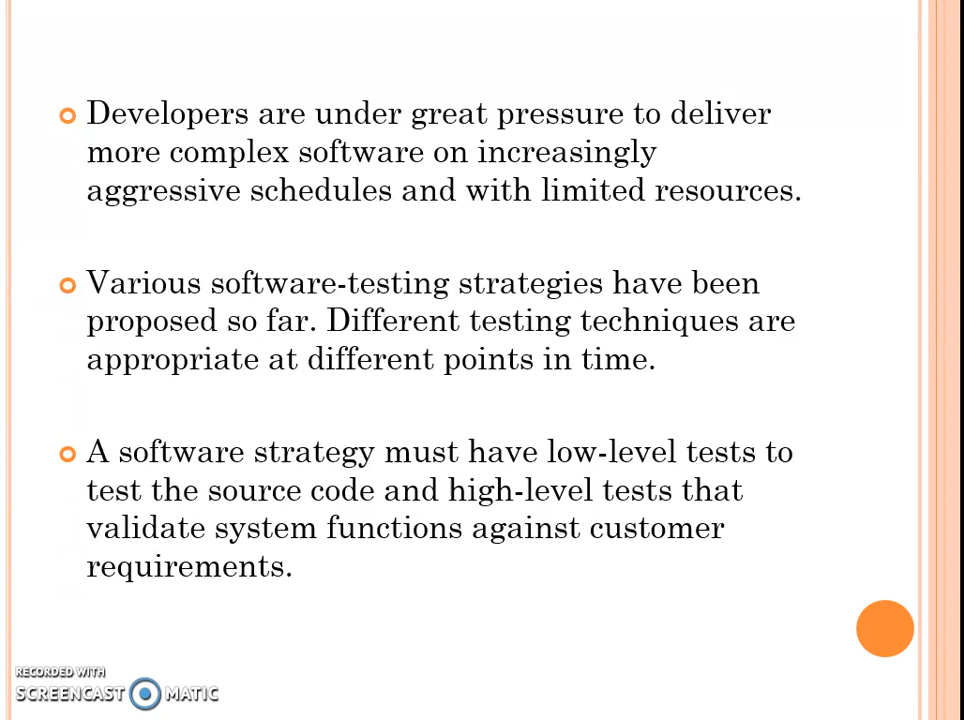 Developers are under great pressure to deliver
more complex software on increasingly
aggressive schedules and with limited resources.
Various software-testing strategies have been
proposed so far. Different testing techniques are
appropriate at different points in time.
A software strategy must have low-level tests to
test the source code and high-level tests that
validate system functions against customer
requirements.
RECORDED WITH
SCREENCAST MATIC